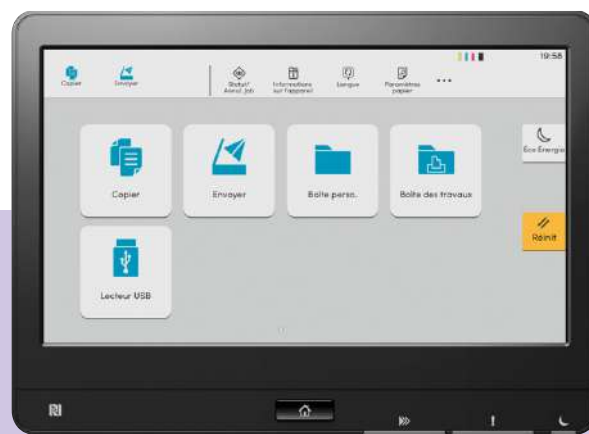 19:58
Copier
Envoyer
Statut/
Annul. job
Informations
sur l'appareil
Langue
Paramètres
papier
...
Copier
Envoyer
Boîte perso.
Boîte des travaux
Éco Énergie
Réinit
Lecteur USB